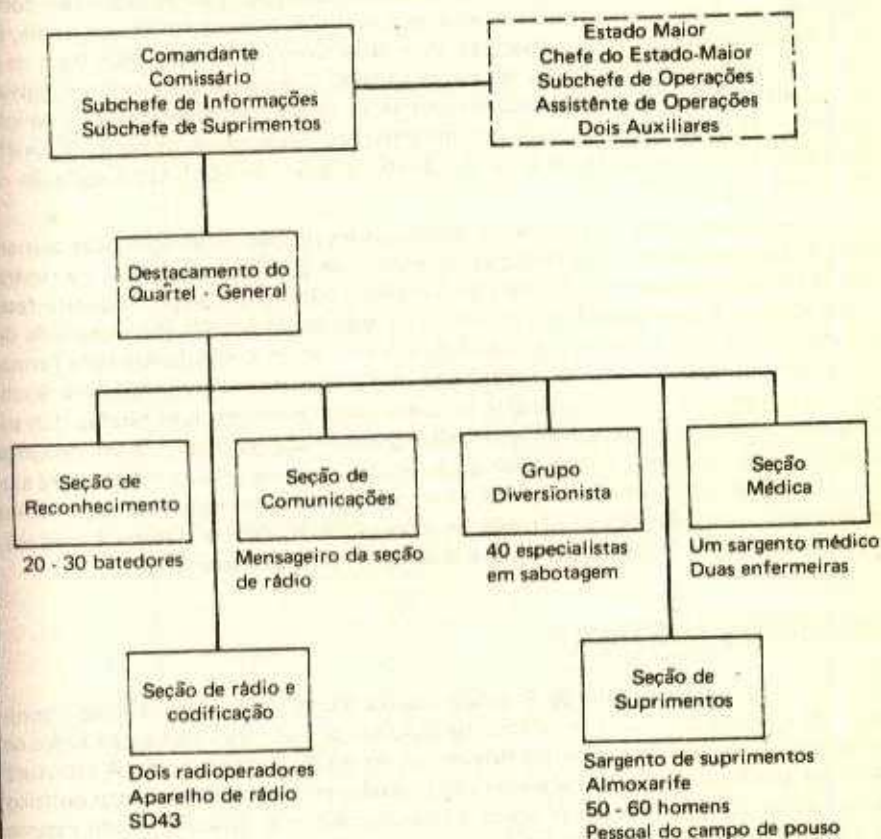 Comandante
Comissário
Subchefe de Informações
Subchefe de Suprimentos
Estado Maior
Chefe do Estado-Maior
Subchefe de Operações
Assistênte de Operações
Dois Auxiliares
Destacamento do
Quartel - General
Seção de
Reconhecimento
20 - 30 batedores
Seção de
Comunicações
Mensageiro da seção
de rádio
Grupo
Diversionista
40 especialistas
em sabotagem
Seção
Médica
Um sargento médico
Duas enfermeiras
Seção de rádio e
codificação
Dois radioperadores
Aparelho de rádio
SD43
Seção de
Suprimentos
Sargento de suprimentos
Almoxarife
50 - 60 homens
Pessoal do campo de pouso